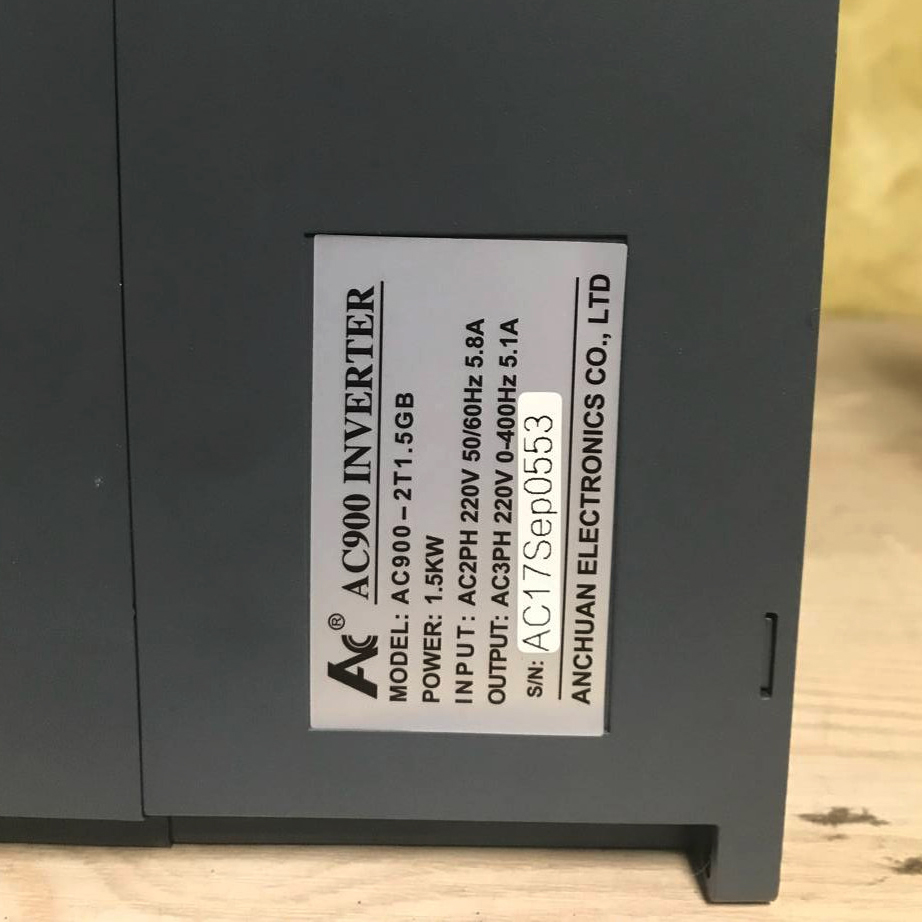 AC® AC900 INVERTER
MODEL: AC900-2T1.5GB
POWER: 1.5KW
INPUT: AC2PH 220V 50/60Hz 5.8A
OUTPUT: AC3PH 220V 0-400Hz 5.1A
S/N: AC17Sep0553
ANCHUAN ELECTRONICS CO., LTD